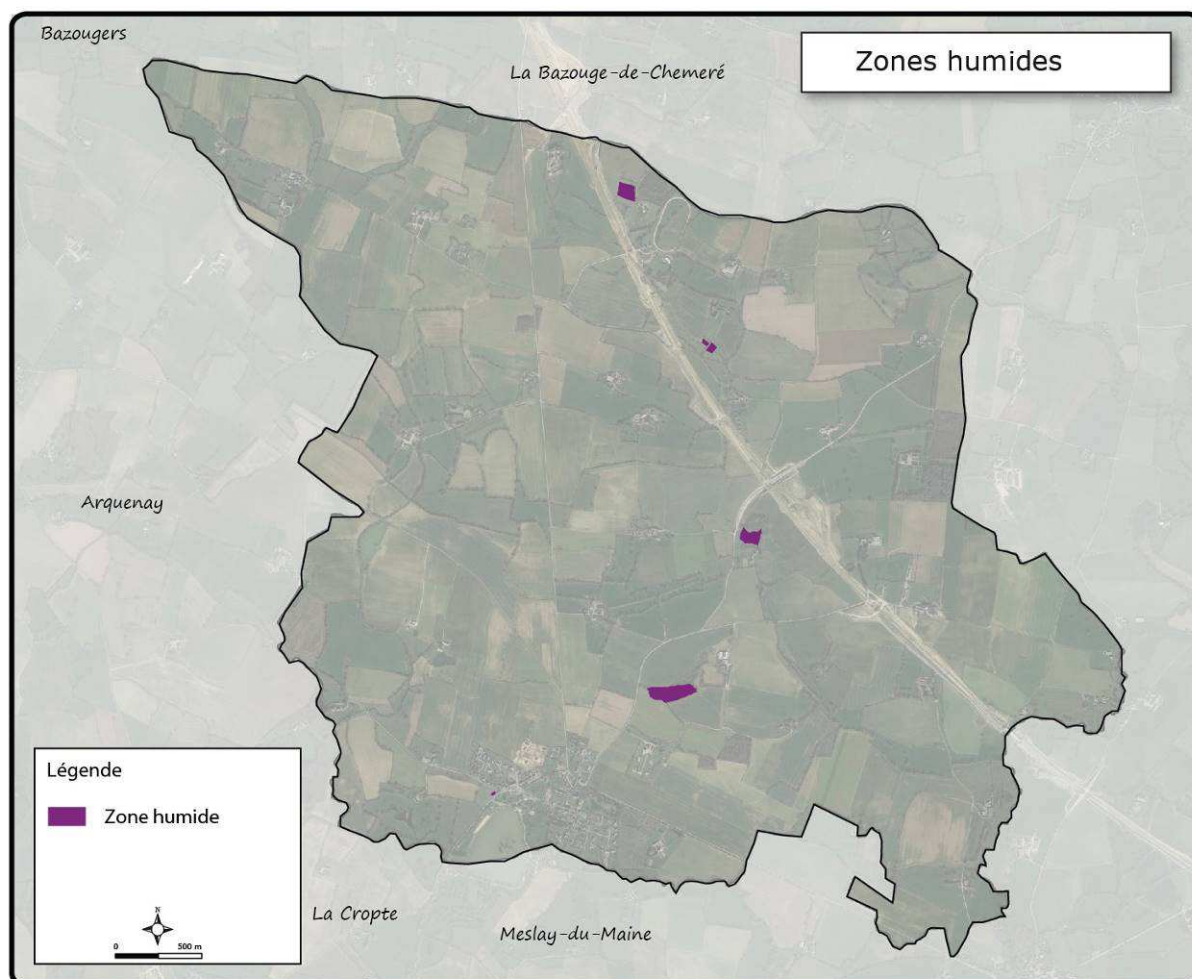 Bazougers
La Bazouge-de-Chemeré
Zones humides
Arquenay
Légende
Zone humide
N
0 500 m
La Cropte
Meslay-du-Maine